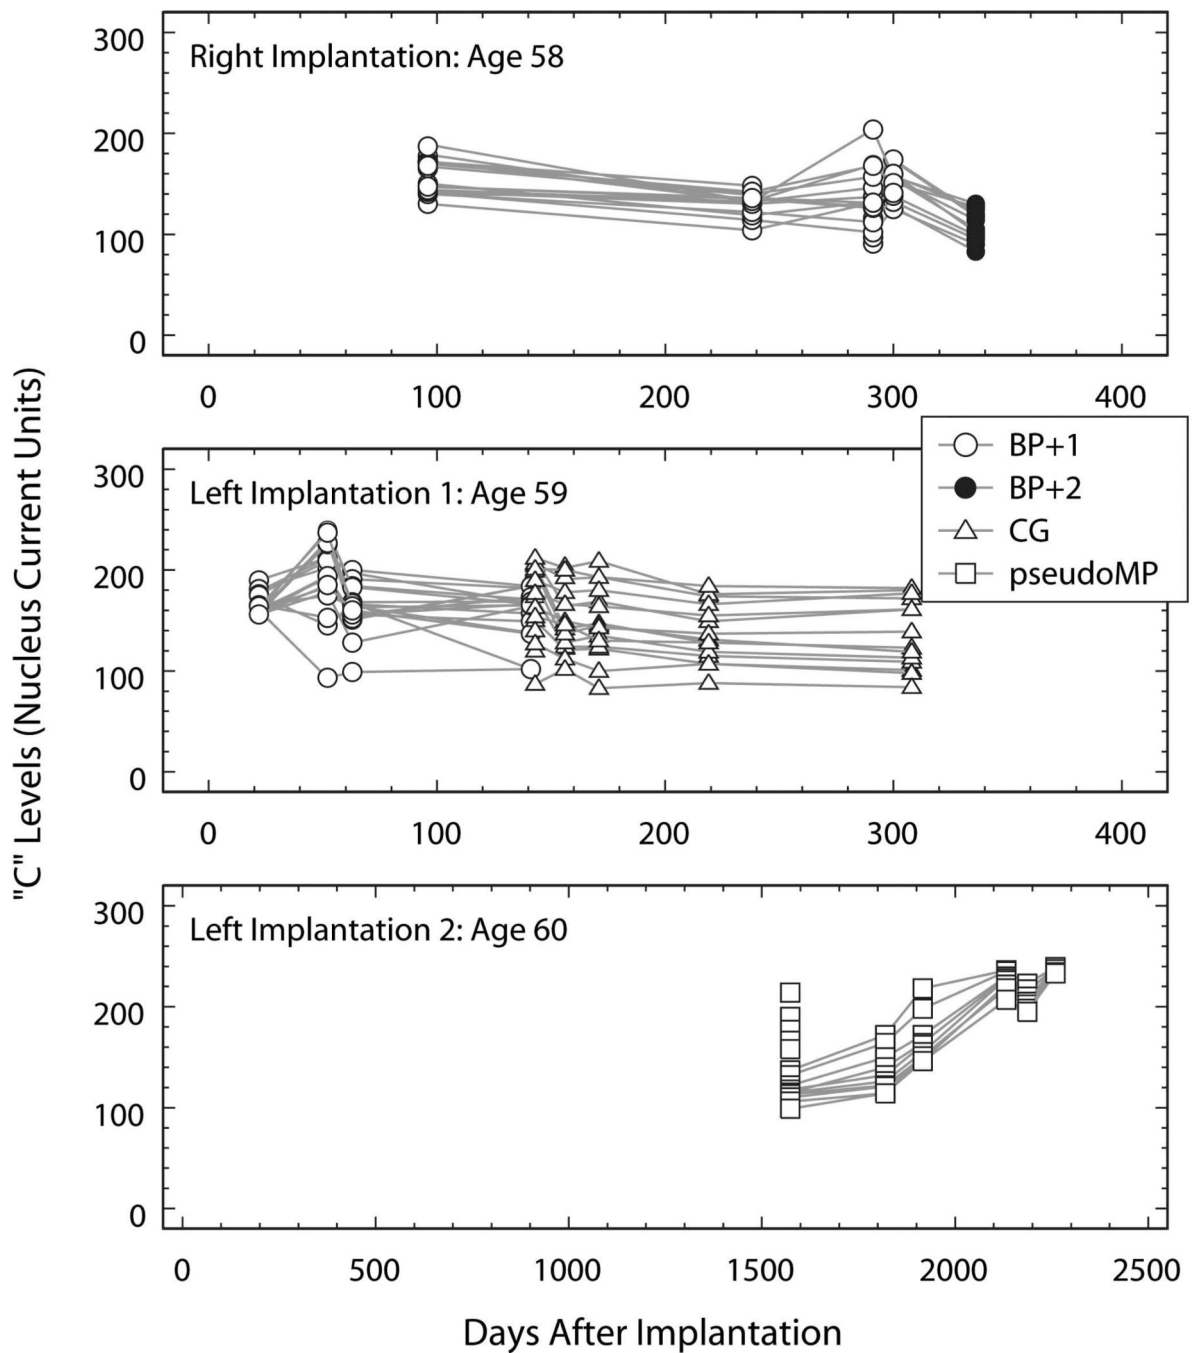 "C" Levels (Nucleus Current Units)
Right Implantation: Age 58
300
200
100
0
0 100 200 300 400
Left Implantation 1: Age 59
300
200
100
0
0 100 200 300 400
BP+1
BP+2
CG
pseudoMP
Left Implantation 2: Age 60
300
200
100
0
0 500 1000 1500 2000 2500
Days After Implantation